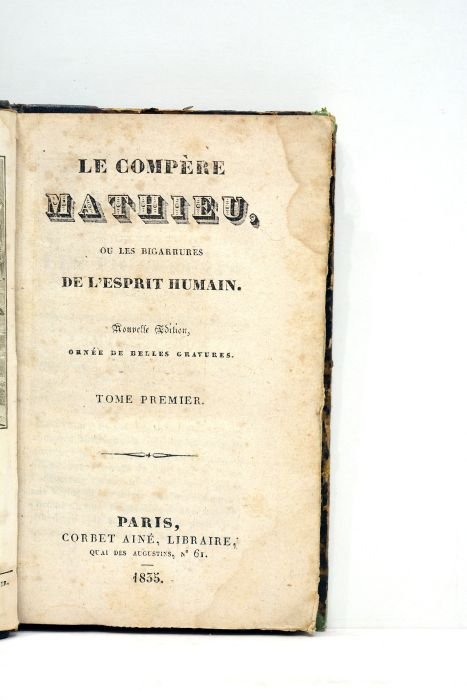 LE COMPÈRE
MATHIEU,
OU LES BIGARRURES
DE L'ESPRIT HUMAIN.
Nouvelle Édition,
ORNÉE DE BELLES GRAVURES.
TOME PREMIER.
PARIS,
CORBET AINÉ, LIBRAIRE,
QUAI DES AUGUSTINS, N° 61.
1835.